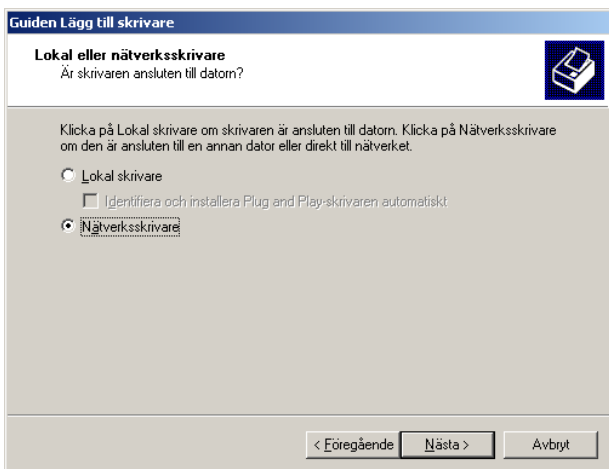 Guiden Lägg till skrivare
Lokal eller nätverksskrivare
Är skrivaren ansluten till datorn?
Klicka på Lokal skrivare om skrivaren är ansluten till datorn. Klicka på Nätverksskrivare
om den är ansluten till en annan dator eller direkt till nätverket.
Lokal skrivare
Identifiera och installera Plug and Play-skrivaren automatiskt
Nätverksskrivare
< Föregående Nästa > Avbryt